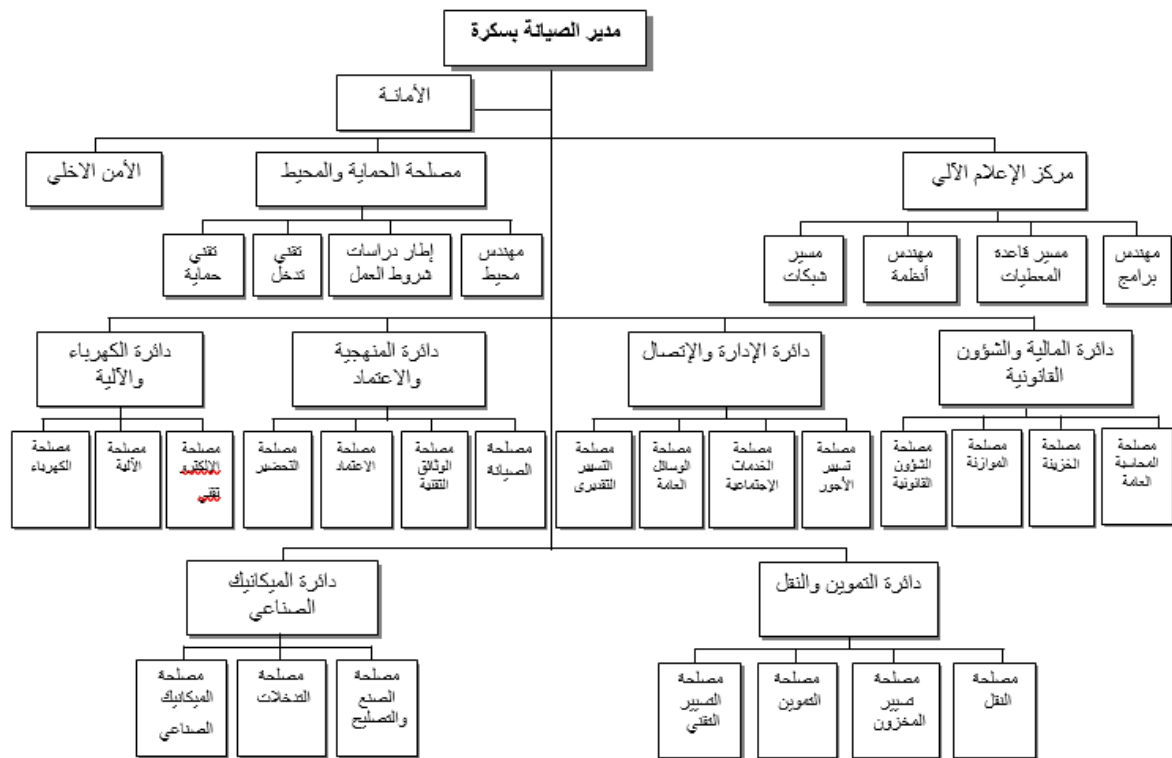 مدير الصيانة بسكرة
الأمانـة
مركز الإعلام الآلي
مصلحة الحماية والمحيط
الأمن الاخلي
مهندس
برامج
مسير قاعدة
المعطيات
مهندس
أنظمة
مسير
شبكات
مهندس
محيط
إطار دراسات
شروط العمل
تقني
تدخل
تقني
حماية
دائرة المالية والشؤون
القانونية
دائرة الإدارة والإتصال
دائرة المنهجية
والاعتماد
دائرة الكهرباء
والآلية
مصلحة
المحاسبة
العامة
مصلحة
الخزينة
مصلحة
الموازنة
مصلحة
الشؤون
القانونية
مصلحة
تسيير
الأجور
مصلحة
الخدمات
الإجتماعية
مصلحة
الوسائل
العامة
مصلحة
التسيير
التقديرى
مصلحة
الصيانة
مصلحة
الوثائق
التقنية
مصلحة
الاعتماد
مصلحة
التحضير
مصلحة
الإلكترو
تقني
مصلحة
الآلية
مصلحة
الكهرباء
دائرة التموين والنقل
دائرة الميكانيك
الصناعي
مصلحة
النقل
مصلحة
تسيير
المخزون
مصلحة
التموين
مصلحة
التسيير
التقني
مصلحة
الصنع
والتصليح
مصلحة
التدخلات
مصلحة
الميكانيك
الصناعي